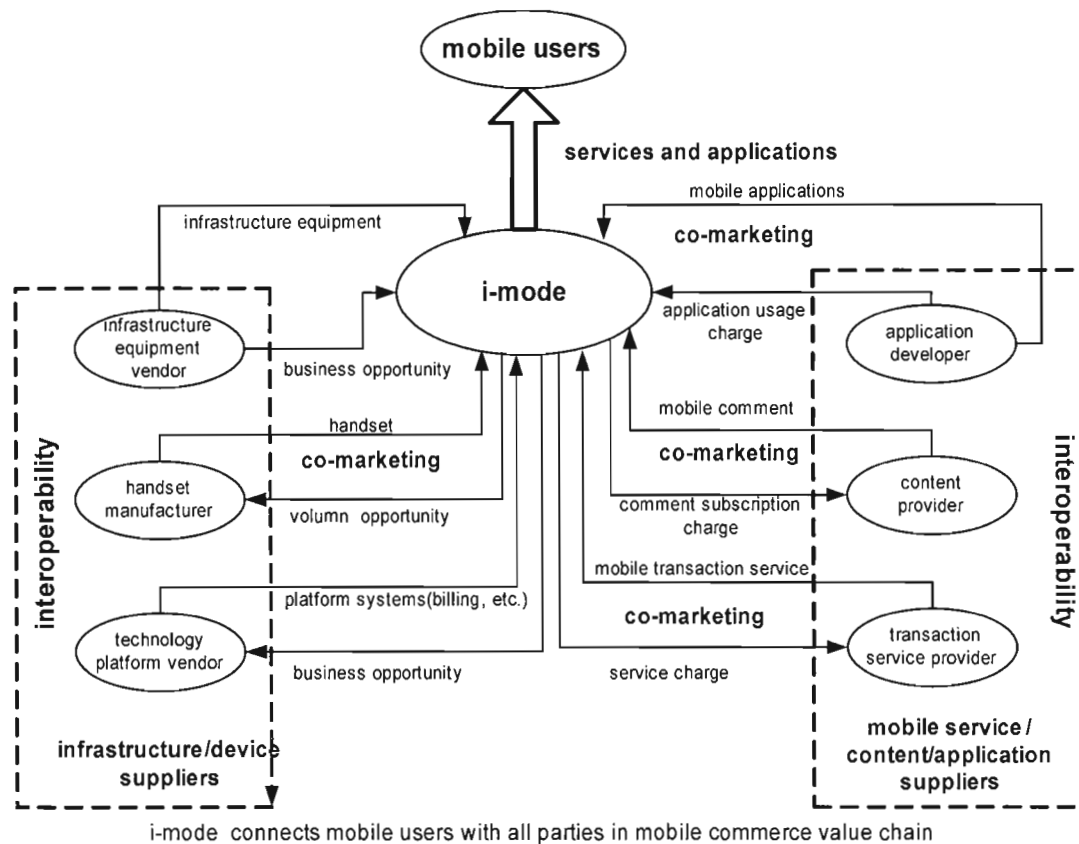 mobile users
services and applications
mobile applications
infrastructure equipment
co-marketing
i-mode
infrastructure
equipment
vendor
application usage
charge
application
developer
business opportunity
handset
mobile comment
co-marketing
co-marketing
interoperability
interoperability
handset
manufacturer
content
provider
volumn opportunity
comment subscription
charge
mobile transaction service
platform systems(billing, etc.)
co-marketing
technology
platform vendor
transaction
service provider
business opportunity
service charge
infrastructure/device
suppliers
mobile service /
content/application
suppliers
i-mode connects mobile users with all parties in mobile commerce value chain